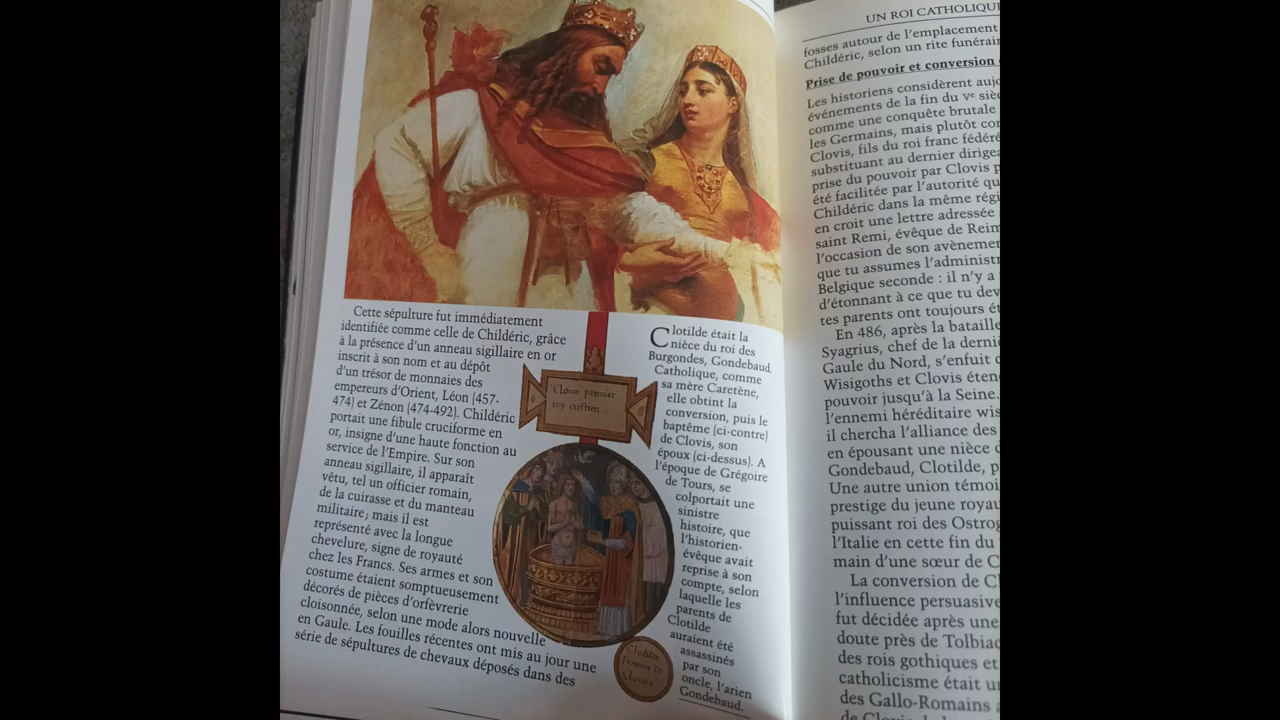 Cette sépulture fut immédiatement
identifiée comme celle de Childéric, grâce
à la présence d'un anneau sigillaire en or
inscrit à son nom et au dépôt
d'un trésor de monnaies des
empereurs d'Orient, Léon (457-
474) et Zénon (474-492). Childéric
portait une fibule cruciforme en
or, insigne d'une haute fonction au
service de l'Empire. Sur son
anneau sigillaire, il apparaît
vêtu, tel un officier romain,
de la cuirasse et du manteau
militaire ; mais il est
représenté avec la longue
chevelure, signe de royauté
chez les Francs. Ses armes et son
costume étaient somptueusement
décorés de pièces d'orfèvrerie
cloisonnée, selon une mode alors nouvelle
en Gaule. Les fouilles récentes ont mis au jour une
série de sépultures de chevaux déposés dans des
Clovis premier
roy crestien
Clotilde
femme de
Clovis
Clotilde était la
nièce du roi des
Burgondes, Gondebaud.
Catholique, comme
sa mère Caretène,
elle obtint la
conversion, puis le
baptême (ci-contre)
de Clovis, son
époux (ci-dessus). A
l'époque de Grégoire
de Tours, se
colportait une
sinistre
histoire, que
l'historien-
évêque avait
reprise à son
compte, selon
laquelle les
parents de
Clotilde
auraient été
assassinés
par son
oncle, l'arien
Gondebaud.
UN ROI CATHOLIQUE
fosses autour de l'emplacement
Childéric, selon un rite funérair
Prise de pouvoir et conversion
Les historiens considèrent aujo
événements de la fin du Ve sièc
comme une conquête brutale
les Germains, mais plutôt com
Clovis, fils du roi franc fédéré
substituant au dernier dirigea
prise du pouvoir par Clovis p
été facilitée par l'autorité qu
Childéric dans la même régi
en croit une lettre adressée
saint Remi, évêque de Reim
l'occasion de son avènemen
que tu assumes l'administr
Belgique seconde : il n'y a
d'étonnant à ce que tu dev
tes parents ont toujours ét
En 486, après la bataille
Syagrius, chef de la derni
Gaule du Nord, s'enfuit c
Wisigoths et Clovis éten
pouvoir jusqu'à la Seine.
l'ennemi héréditaire wis
il chercha l'alliance des
en épousant une nièce d
Gondebaud, Clotilde, p
Une autre union témoi
prestige du jeune royau
puissant roi des Ostrog
l'Italie en cette fin du
main d'une sœur de C
La conversion de Cl
l'influence persuasive
fut décidée après une
doute près de Tolbiac
des rois gothiques et
catholicisme était un
des Gallo-Romains a